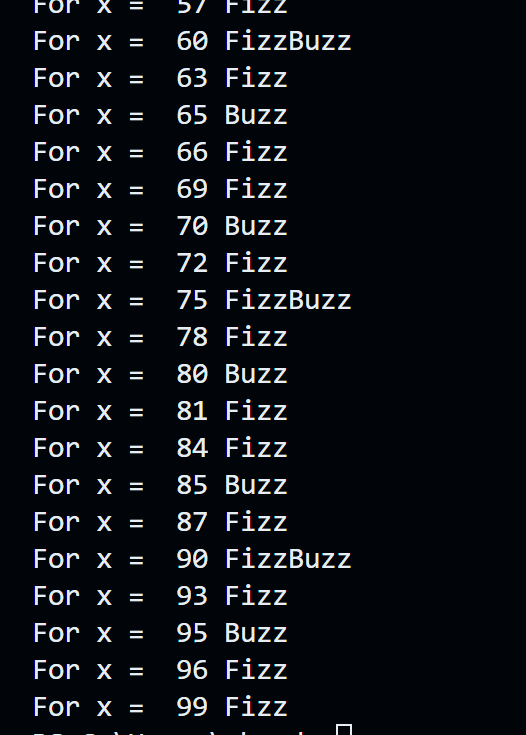 For x =  57 Fizz
For x =  60 FizzBuzz
For x =  63 Fizz
For x =  65 Buzz
For x =  66 Fizz
For x =  69 Fizz
For x =  70 Buzz
For x =  72 Fizz
For x =  75 FizzBuzz
For x =  78 Fizz
For x =  80 Buzz
For x =  81 Fizz
For x =  84 Fizz
For x =  85 Buzz
For x =  87 Fizz
For x =  90 FizzBuzz
For x =  93 Fizz
For x =  95 Buzz
For x =  96 Fizz
For x =  99 Fizz